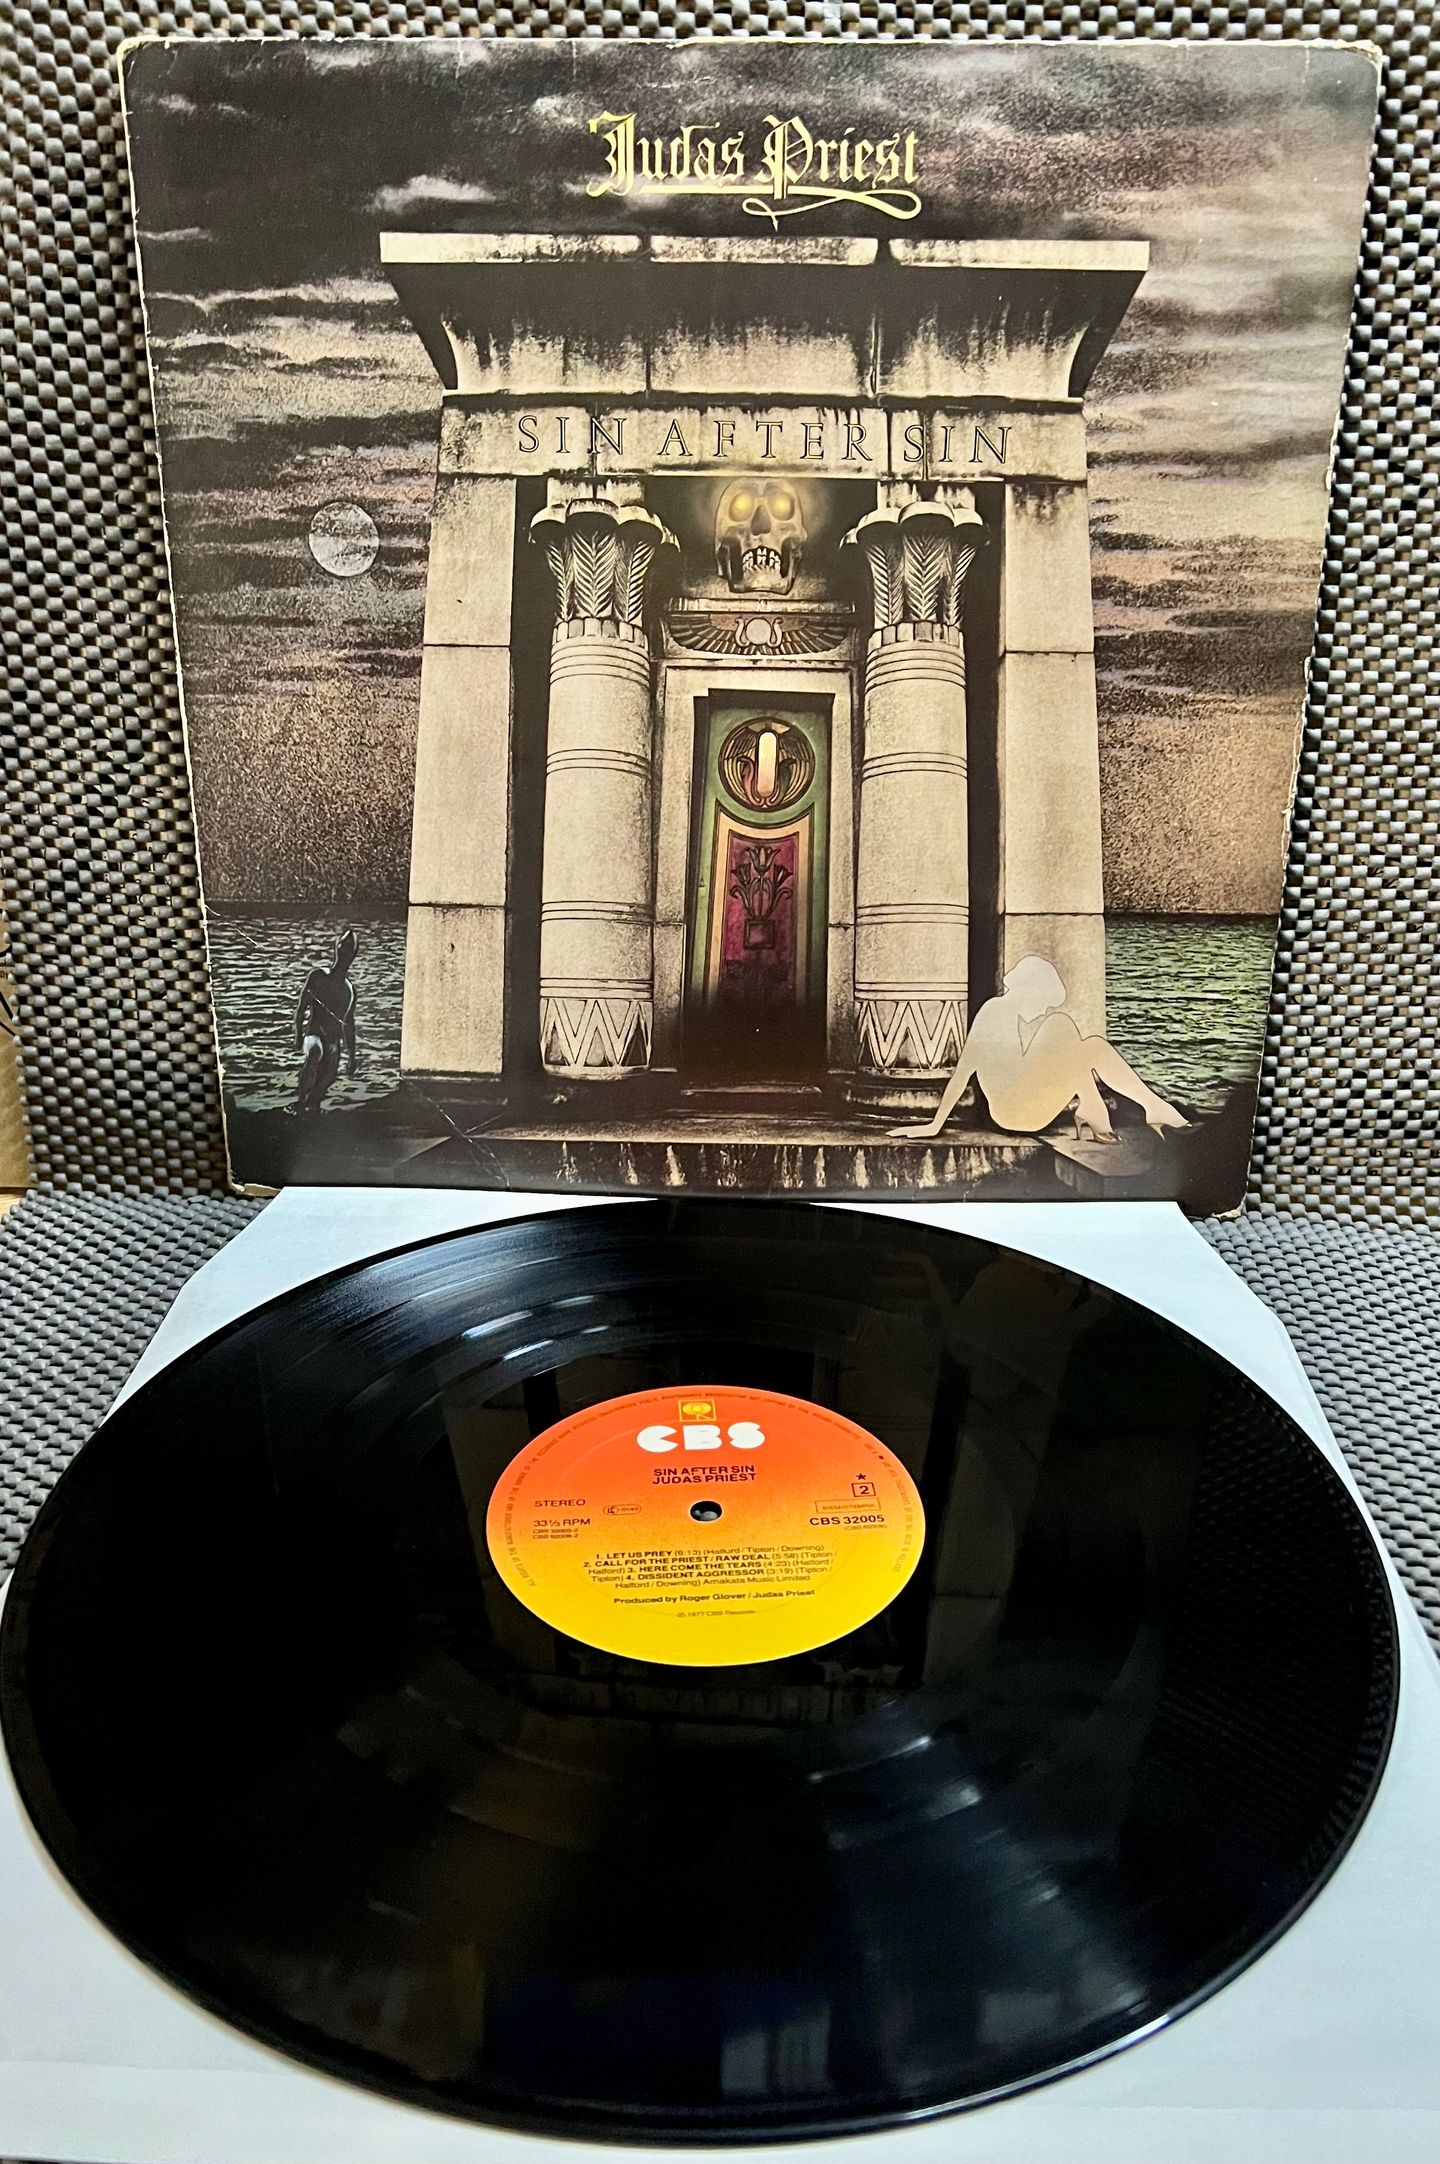 Judas Priest
SIN AFTER SIN
CBS
SIN AFTER SIN
JUDAS PRIEST
STEREO
2
33⅓ RPM
CBS 32005
1. LET US PREY (6:13) (Halford / Tipton / Downing)
2. CALL FOR THE PRIEST / RAW DEAL (5:58) (Tipton /
Halford) 3. HERE COME THE TEARS (4:23) (Halford /
Tipton) 4. DISSIDENT AGGRESSOR (3:19) (Tipton /
Halford / Downing) Arnakata Music Limited
Produced by Roger Glover / Judas Priest
℗ 1977 CBS Records